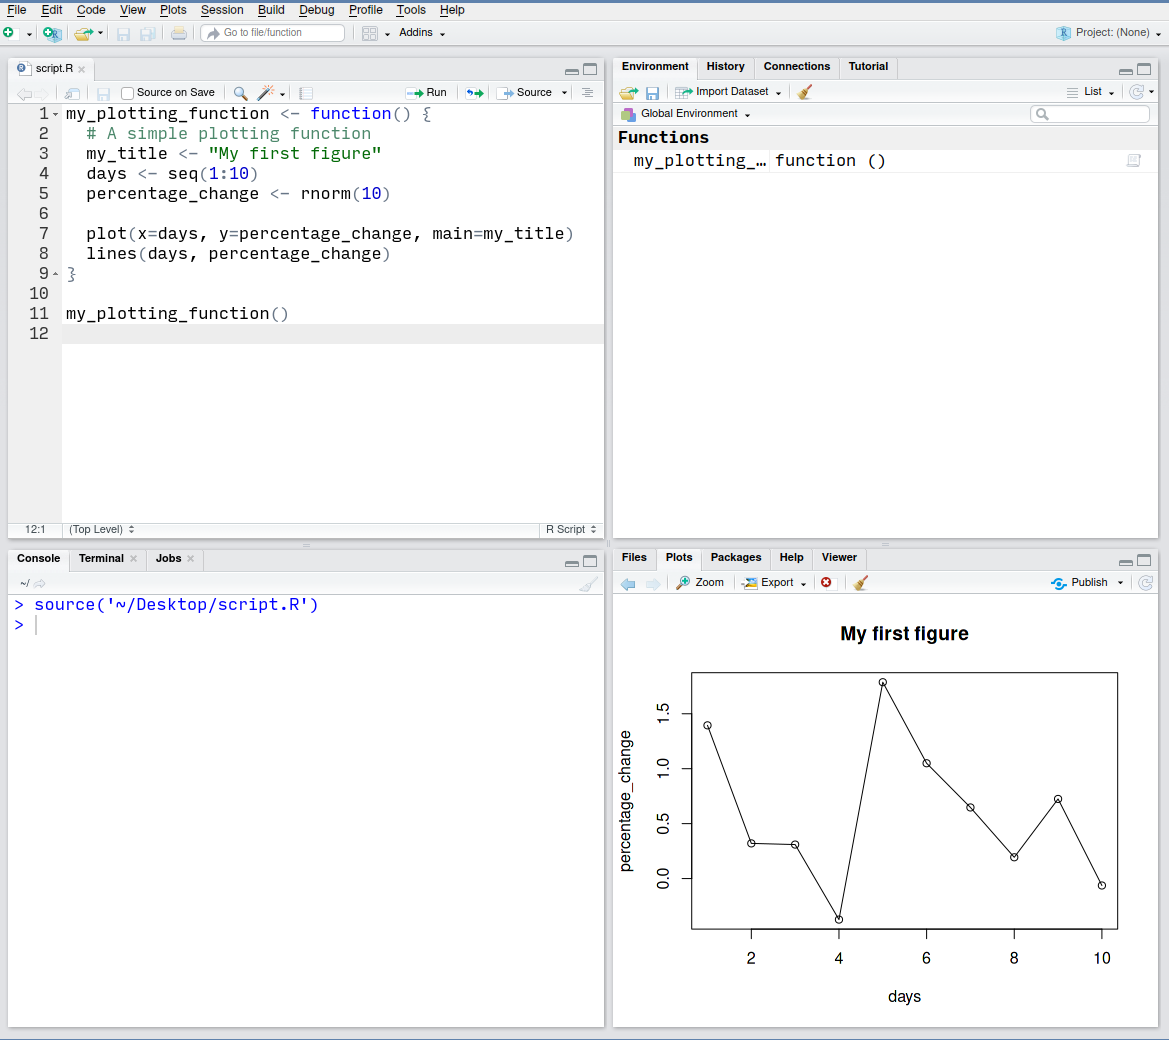 File Edit Code View Plots Session Build Debug Profile Tools Help
Go to file/function Addins Project: (None)
script.R
Source on Save Run Source
1 my_plotting_function <- function() {
2 # A simple plotting function
3 my_title <- "My first figure"
4 days <- seq(1:10)
5 percentage_change <- rnorm(10)
6
7 plot(x=days, y=percentage_change, main=my_title)
8 lines(days, percentage_change)
9 }
10
11 my_plotting_function()
12
12:1 (Top Level) R Script
Environment History Connections Tutorial
Import Dataset List
Global Environment
Functions
my_plotting_… function ()
Console Terminal Jobs
~/
> source('~/Desktop/script.R')
>
Files Plots Packages Help Viewer
Zoom Export Publish
My first figure
percentage_change
1.5
1.0
0.5
0.0
2 4 6 8 10
days